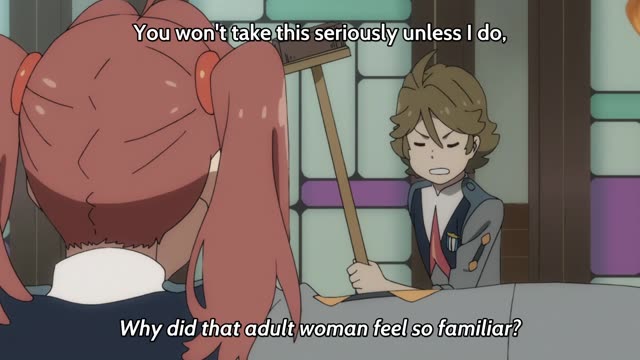 You won't take this seriously unless I do,
Why did that adult woman feel so familiar?